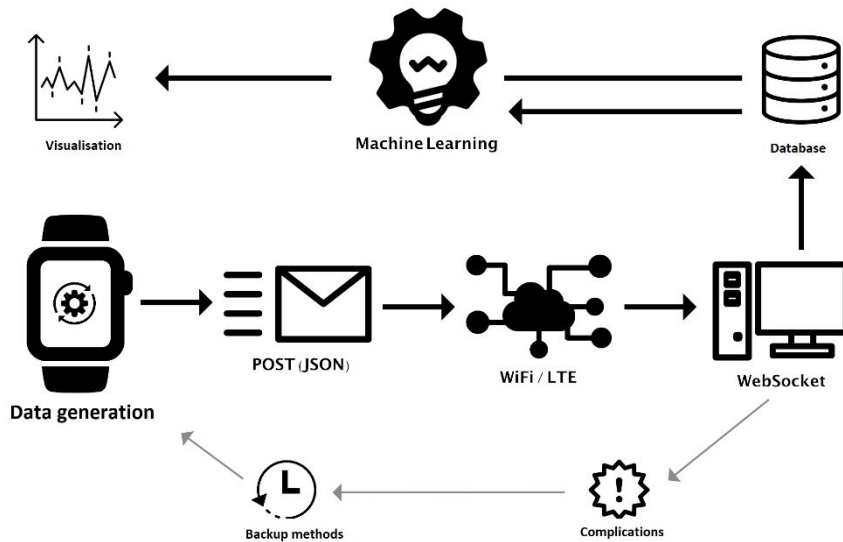 Visualisation
Machine Learning
Database
Data generation
POST (JSON)
WiFi / LTE
WebSocket
Backup methods
Complications